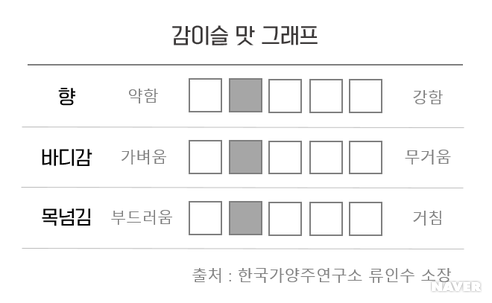 감이슬 맛 그래프
향 약함 강함
바디감 가벼움 무거움
목넘김 부드러움 거침
출처 : 한국가양주연구소 류인수 소장
NAVER